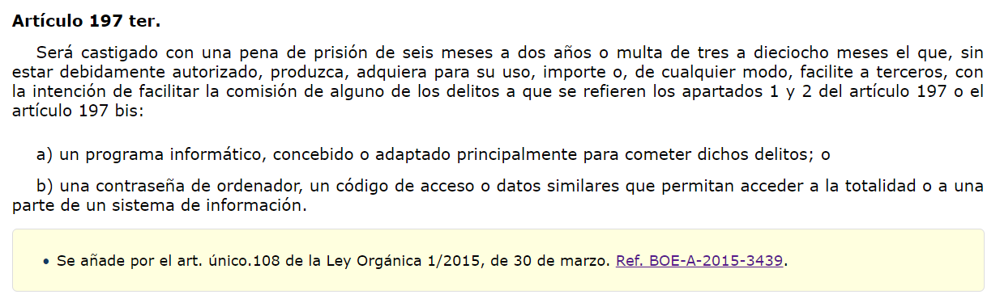 Artículo 197 ter.
Será castigado con una pena de prisión de seis meses a dos años o multa de tres a dieciocho meses el que, sin
estar debidamente autorizado, produzca, adquiera para su uso, importe o, de cualquier modo, facilite a terceros, con
la intención de facilitar la comisión de alguno de los delitos a que se refieren los apartados 1 y 2 del artículo 197 o el
artículo 197 bis:
a) un programa informático, concebido o adaptado principalmente para cometer dichos delitos; o
b) una contraseña de ordenador, un código de acceso o datos similares que permitan acceder a la totalidad o a una
parte de un sistema de información.
• Se añade por el art. único.108 de la Ley Orgánica 1/2015, de 30 de marzo. Ref. BOE-A-2015-3439.